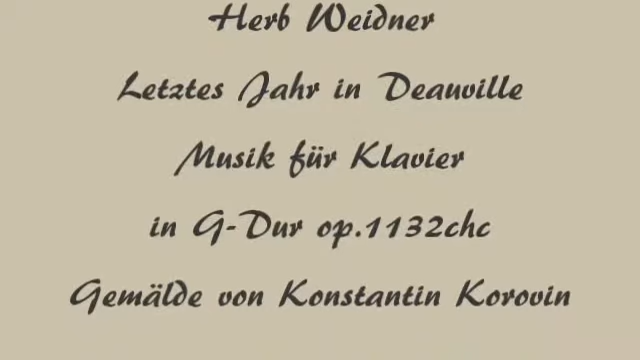 Herb Weidner
Letztes Jahr in Deauville
Musik für Klavier
in G-Dur op.1132chc
Gemälde von Konstantin Korovin